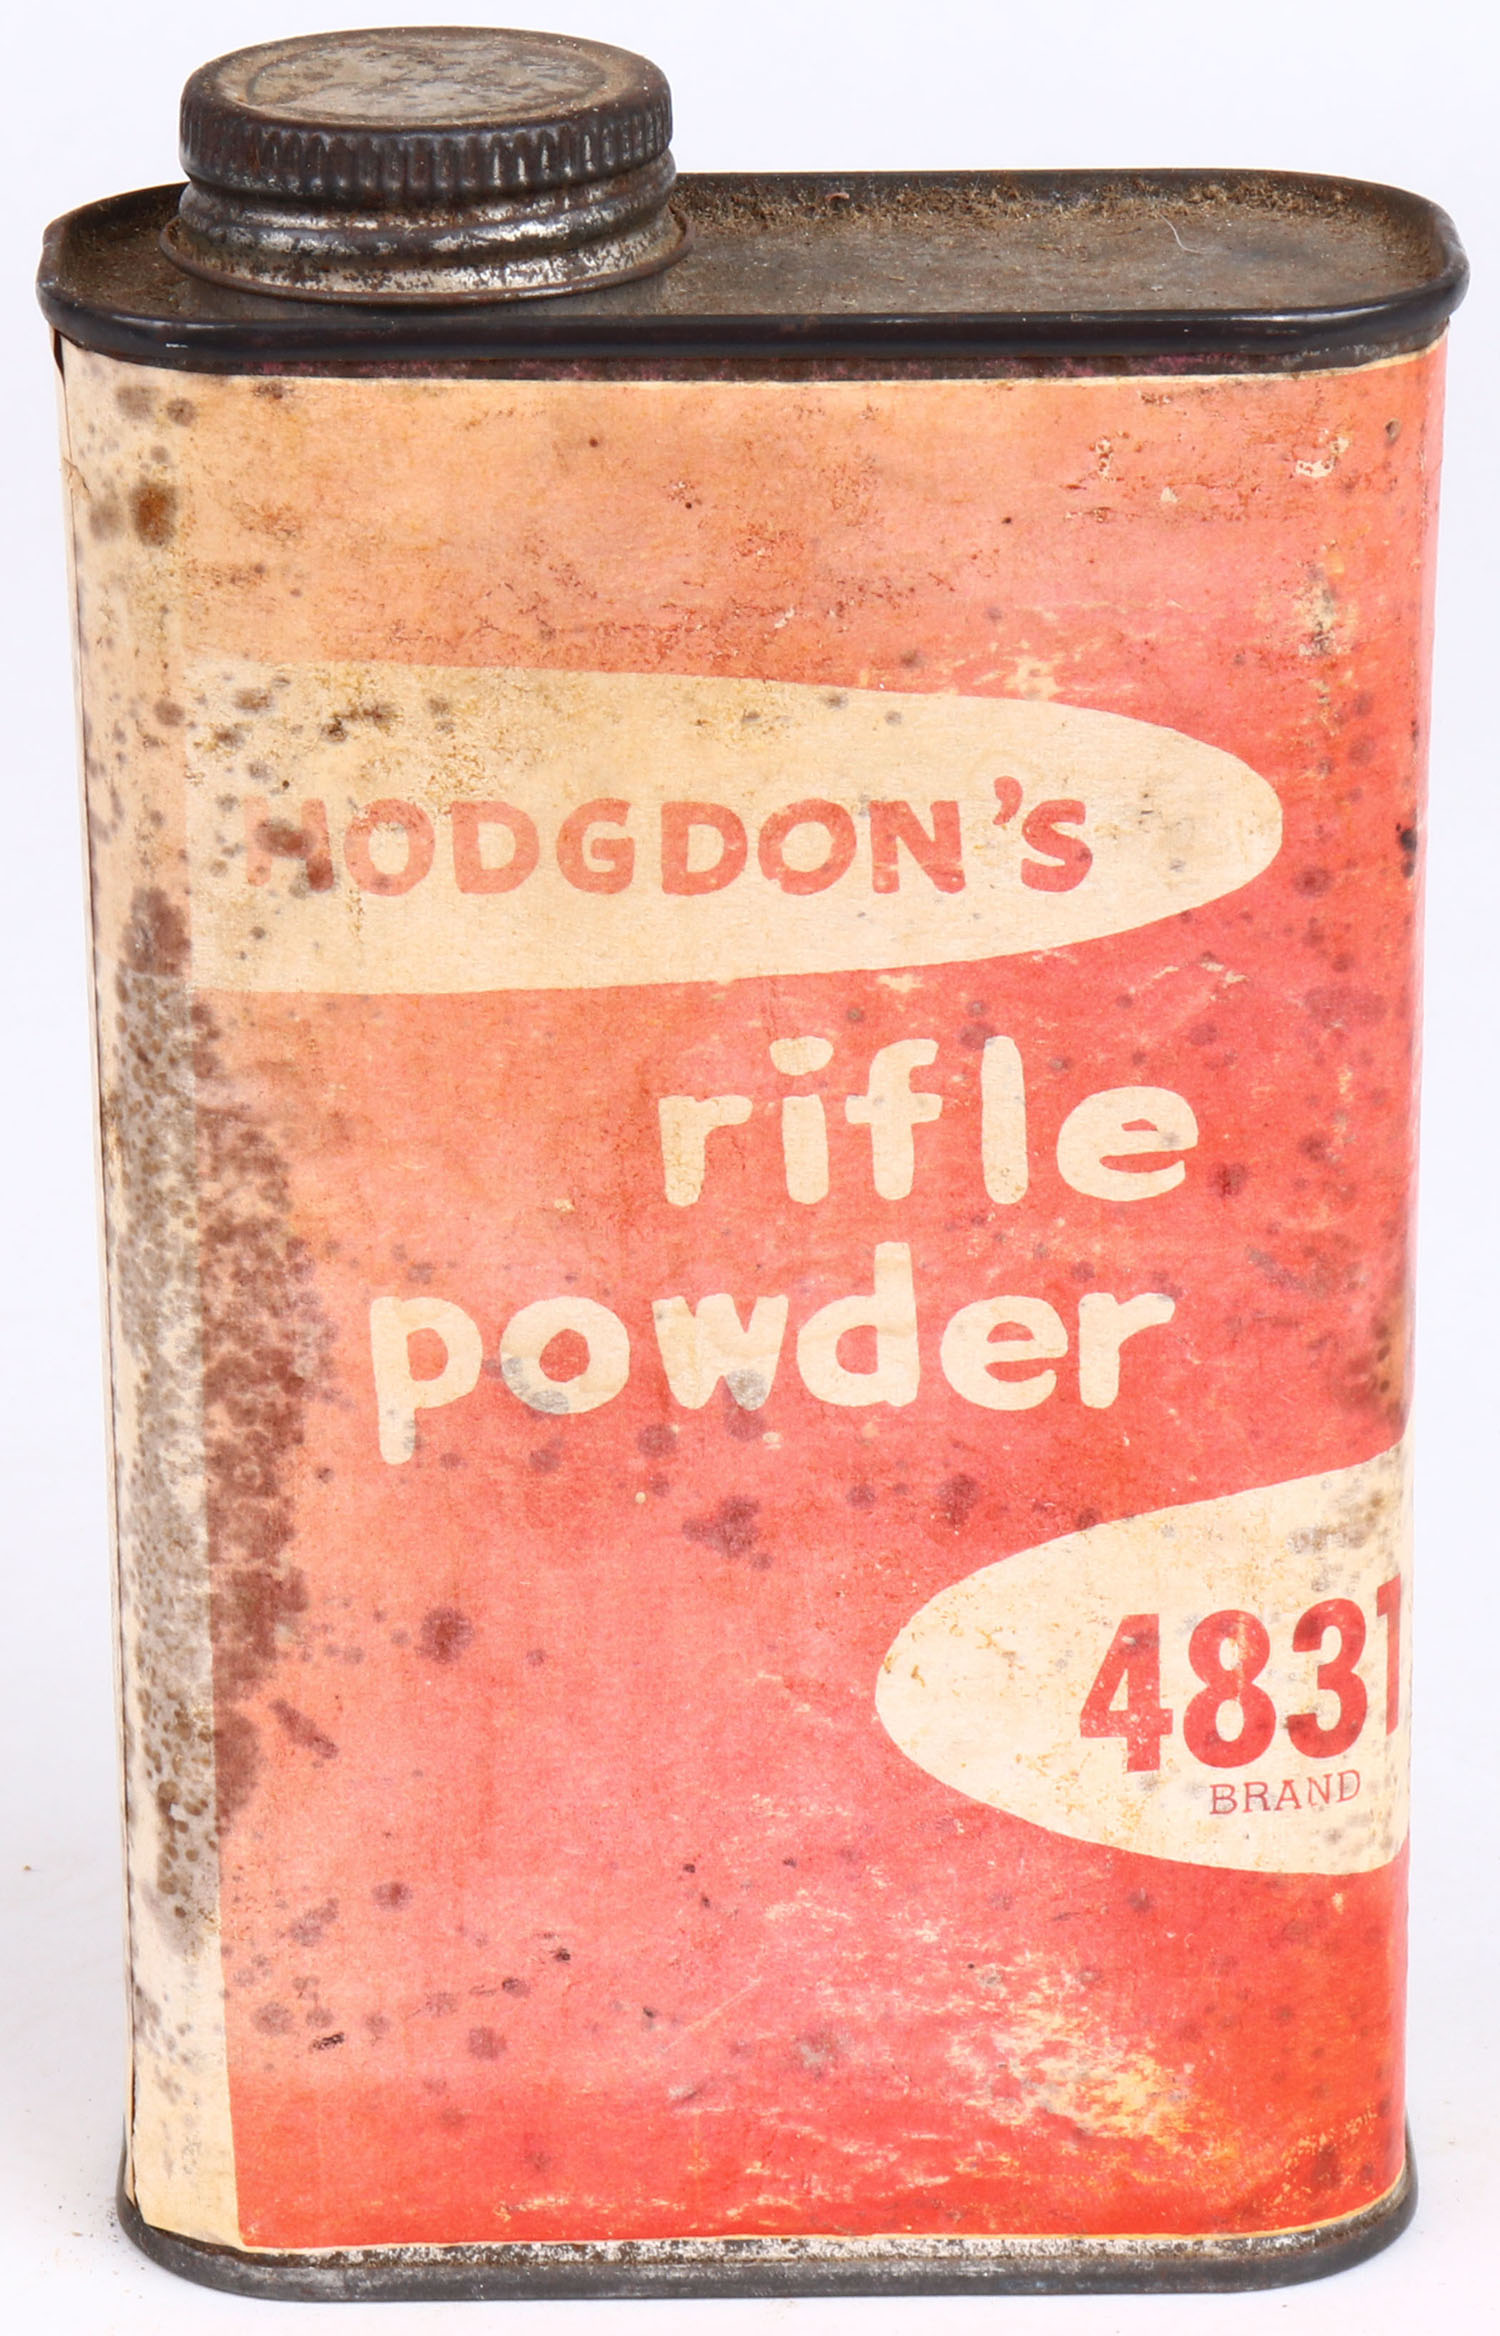 HODGDON'S
rifle
powder
4831
BRAND